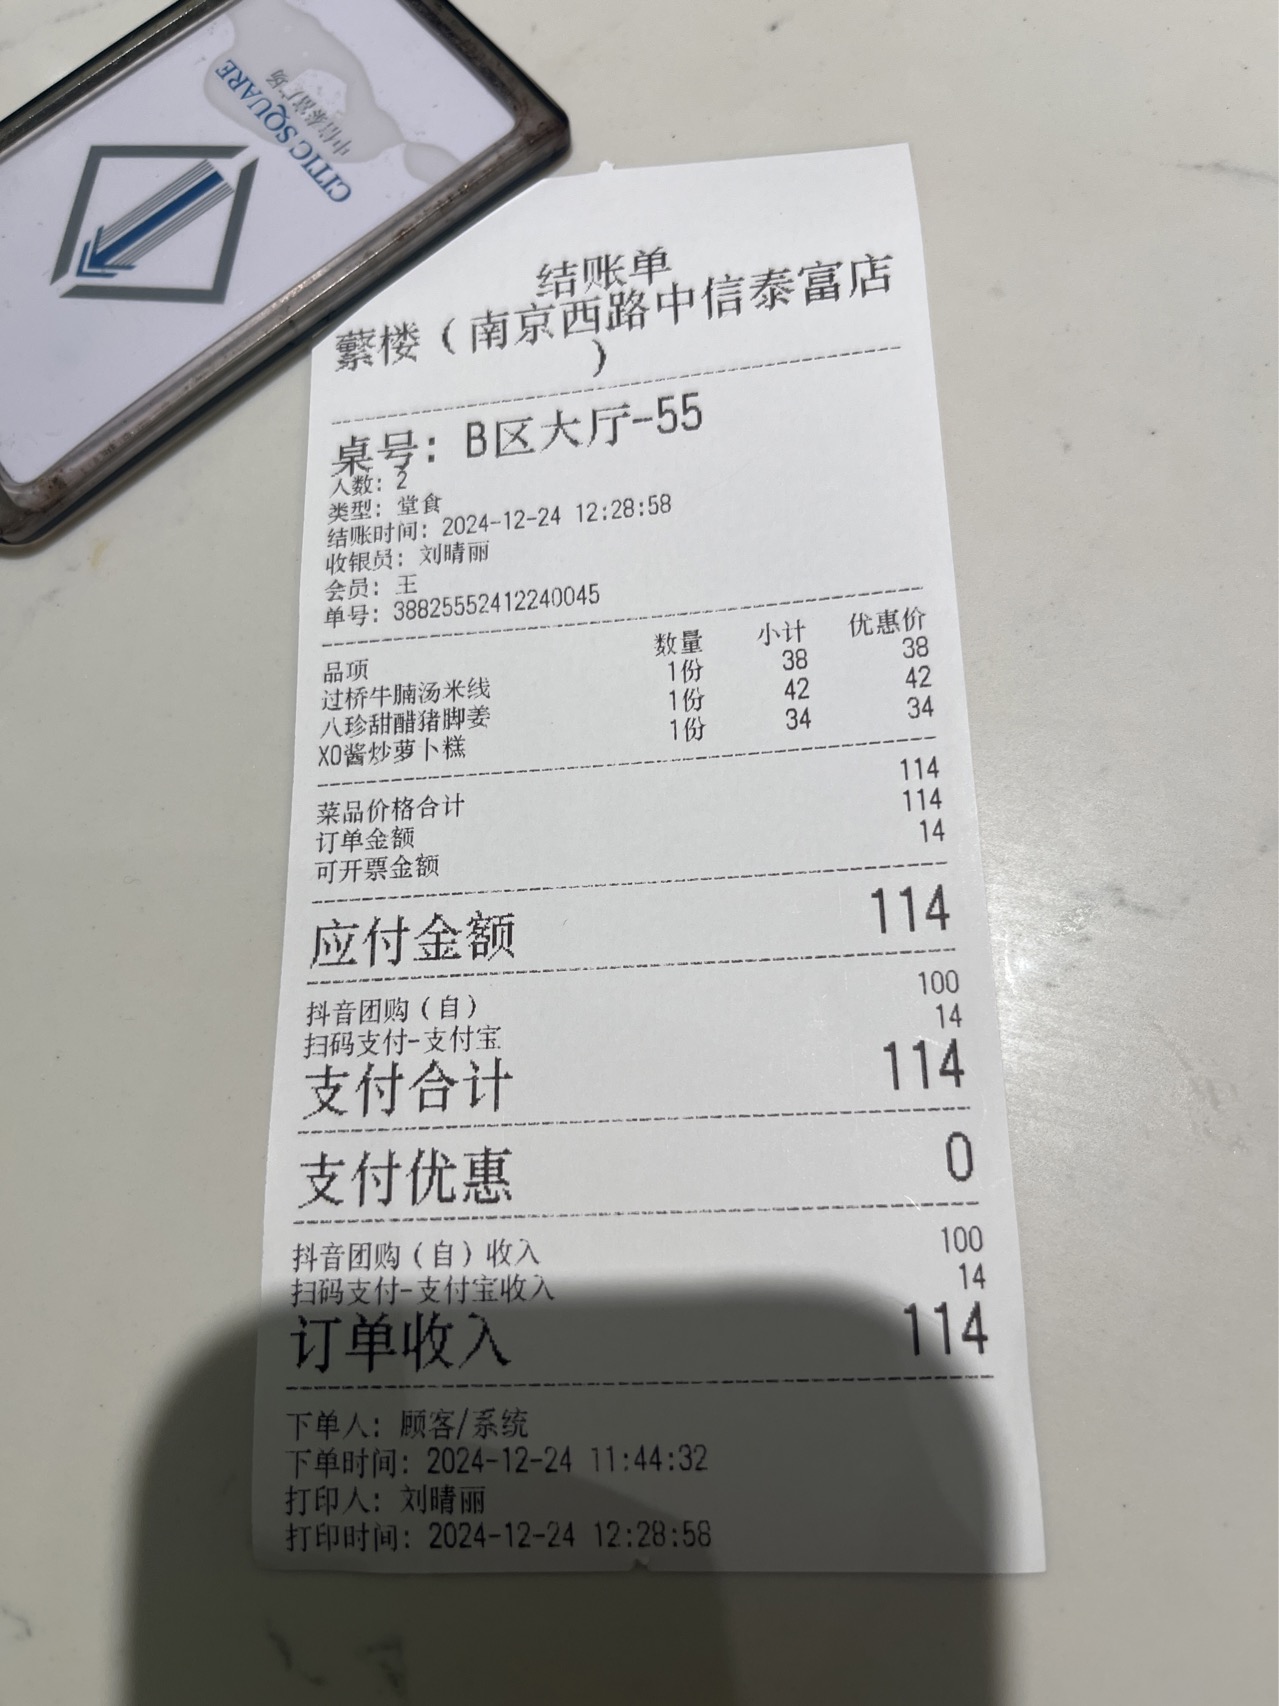 CITIC SQUARE
中信泰富广场
结账单
蘩楼（南京西路中信泰富店
）
桌号：B区大厅-55
人数：2
类型：堂食
结账时间：2024-12-24 12:28:58
收银员：刘晴丽
会员：王
单号：38825552412240045
品项 数量 小计 优惠价
过桥牛腩汤米线 1份 38 38
八珍甜醋猪脚姜 1份 42 42
XO酱炒萝卜糕 1份 34 34
菜品价格合计 114
订单金额 114
可开票金额 14
应付金额 114
抖音团购（自） 100
扫码支付-支付宝 14
支付合计 114
支付优惠 0
抖音团购（自）收入 100
扫码支付-支付宝收入 14
订单收入 114
下单人：顾客/系统
下单时间：2024-12-24 11:44:32
打印人：刘晴丽
打印时间：2024-12-24 12:28:58